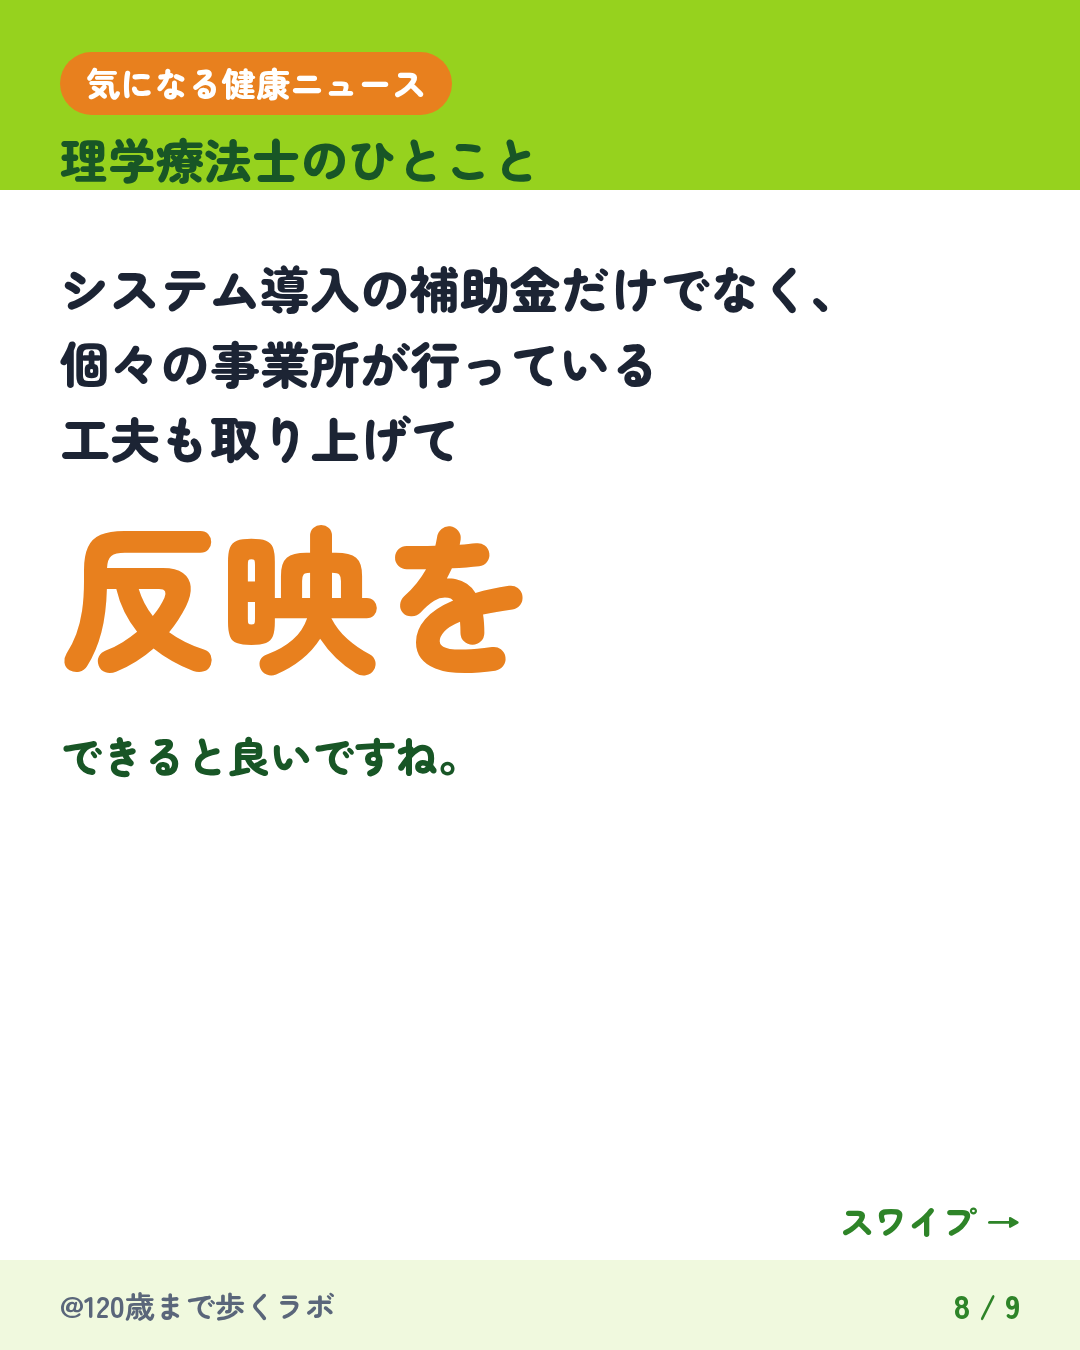 気になる健康ニュース
理学療法士のひとこと
システム導入の補助金だけでなく、
個々の事業所が行っている
工夫も取り上げて
反映を
できると良いですね。
スワイプ →
@120歳まで歩くラボ
8 / 9